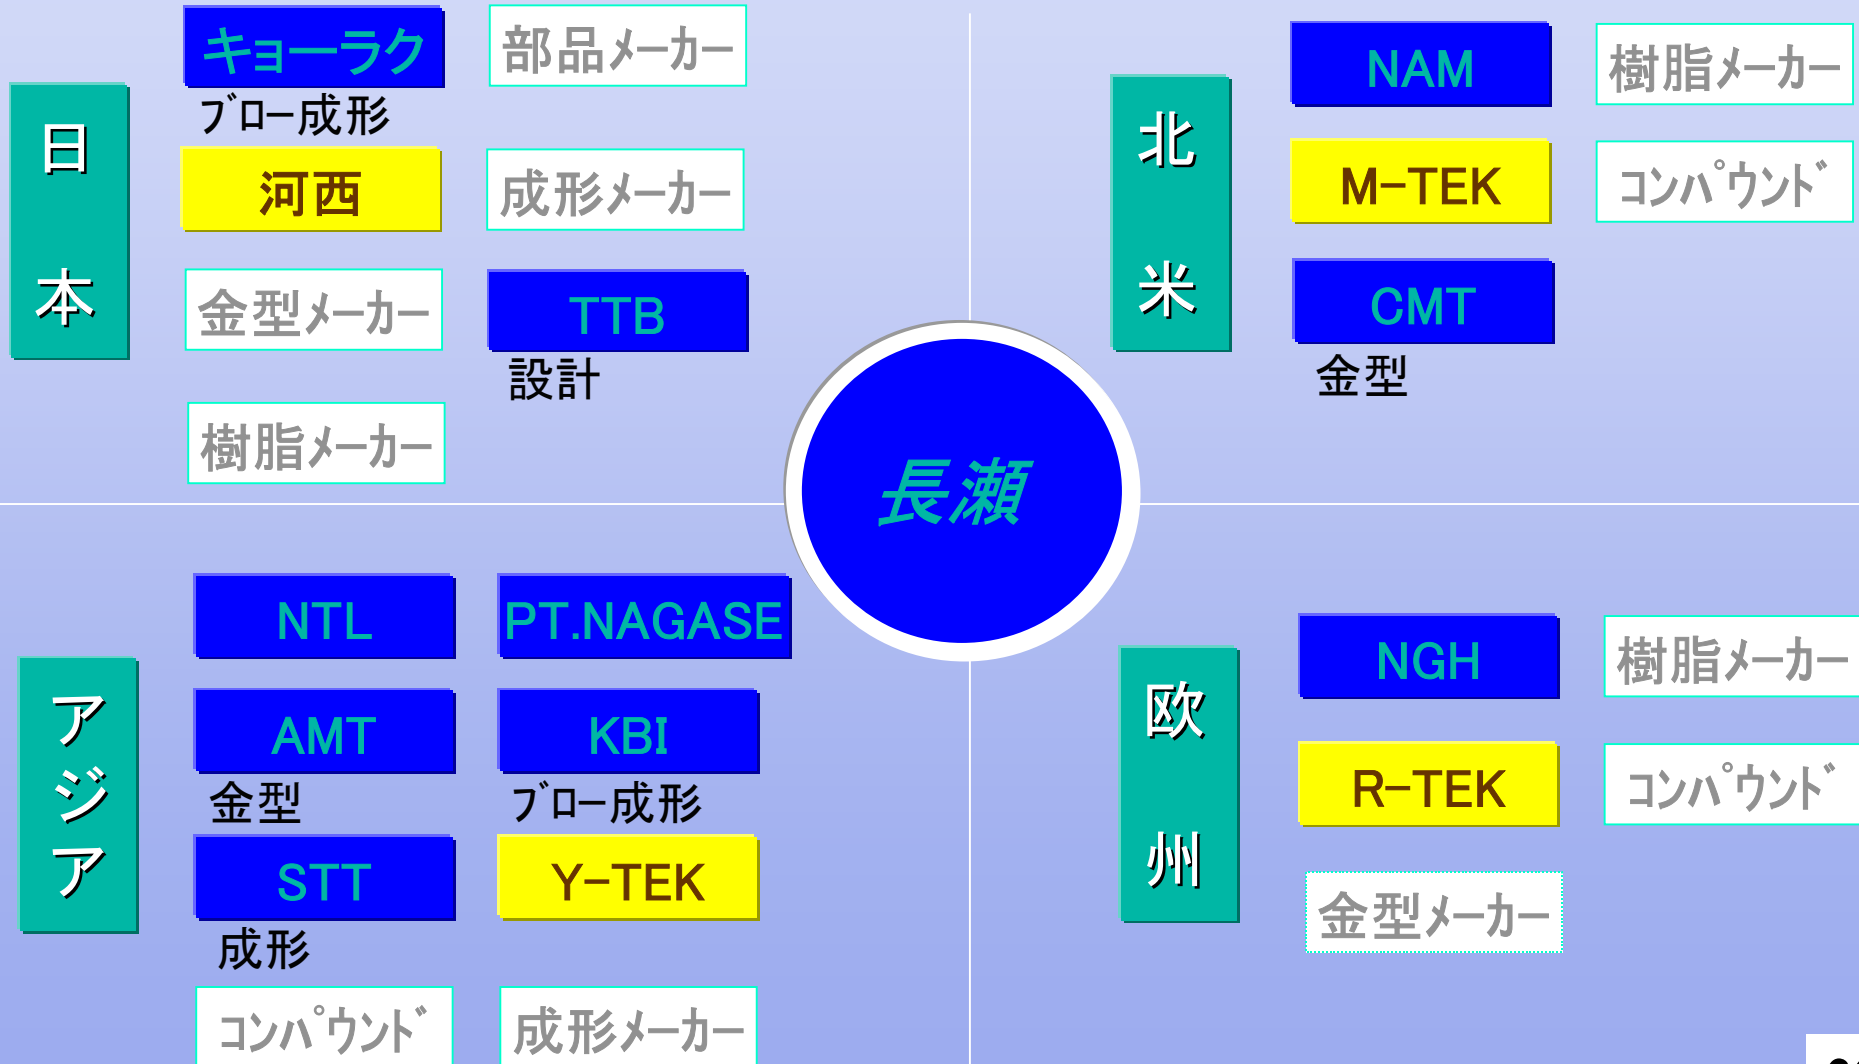 日本
キョーラク
部品ﾒｰｶｰ
ﾌﾞﾛｰ成形
河西
成形ﾒｰｶｰ
金型ﾒｰｶｰ
TTB
設計
樹脂ﾒｰｶｰ
北米
NAM
樹脂ﾒｰｶｰ
M-TEK
ｺﾝﾊﾟｳﾝﾄﾞ
CMT
金型
長瀬
アジア
NTL
PT.NAGASE
AMT
KBI
金型
ﾌﾞﾛｰ成形
STT
Y-TEK
成形
ｺﾝﾊﾟｳﾝﾄﾞ
成形ﾒｰｶｰ
欧州
NGH
樹脂ﾒｰｶｰ
R-TEK
ｺﾝﾊﾟｳﾝﾄﾞ
金型ﾒｰｶｰ